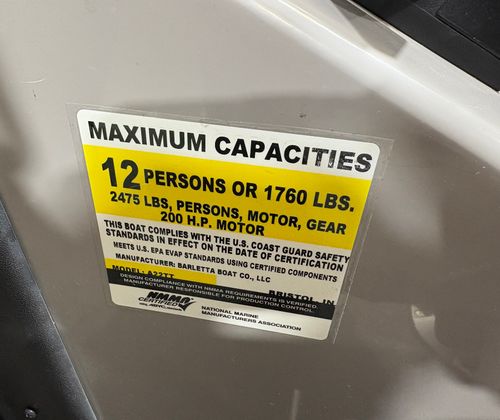 MAXIMUM CAPACITIES
12 PERSONS OR 1760 LBS.
2475 LBS, PERSONS, MOTOR, GEAR
200 H.P. MOTOR
THIS BOAT COMPLIES WITH THE U.S. COAST GUARD SAFETY
STANDARDS IN EFFECT ON THE DATE OF CERTIFICATION
MEETS U.S. EPA EVAP STANDARDS USING CERTIFIED COMPONENTS
MANUFACTURER: BARLETTA BOAT CO., LLC
MODEL: A22TT BRISTOL, IN
DESIGN COMPLIANCE WITH NMMA REQUIREMENTS IS VERIFIED.
MANUFACTURER RESPONSIBLE FOR PRODUCTION CONTROL.
NMMA
CERTIFIED
NATIONAL MARINE
MANUFACTURERS ASSOCIATION